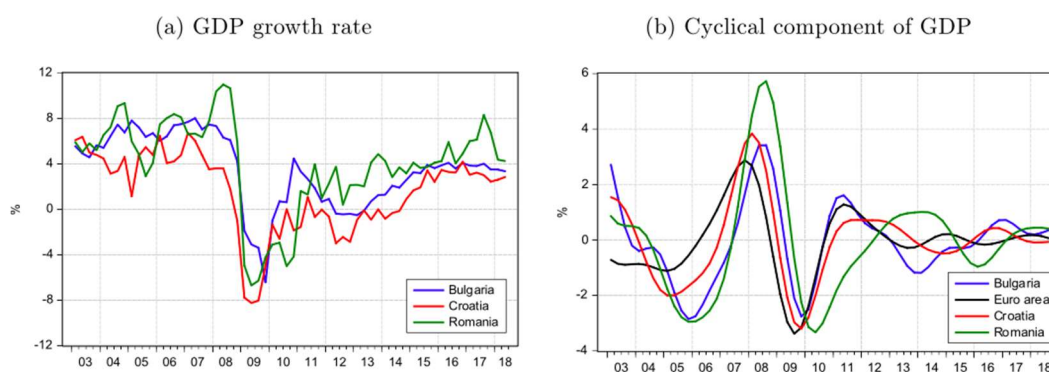 (a) GDP growth rate
12
8
4
0
-4
-8
-12
%
Bulgaria
Croatia
Romania
03 04 05 06 07 08 09 10 11 12 13 14 15 16 17 18
(b) Cyclical component of GDP
6
4
2
0
-2
-4
%
Bulgaria
Euro area
Croatia
Romania
03 04 05 06 07 08 09 10 11 12 13 14 15 16 17 18